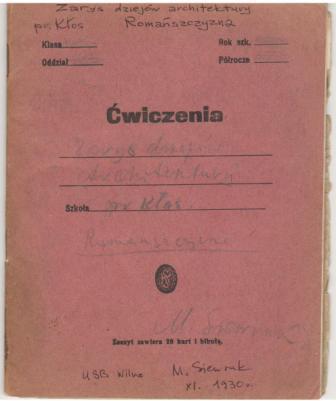 Zarys dziejów architektury
pr. Kłos Romańszczyzna
Klasa Rok szk.
Oddział Półrocze
Ćwiczenia
Zarys dziejów
Architektury
Szkoła pr Kłos.
Romańszczyzna
M.
Zeszyt zawiera 20 kart i bibułę.
USB Wilno M. Siewruk
XI. 1930 r.